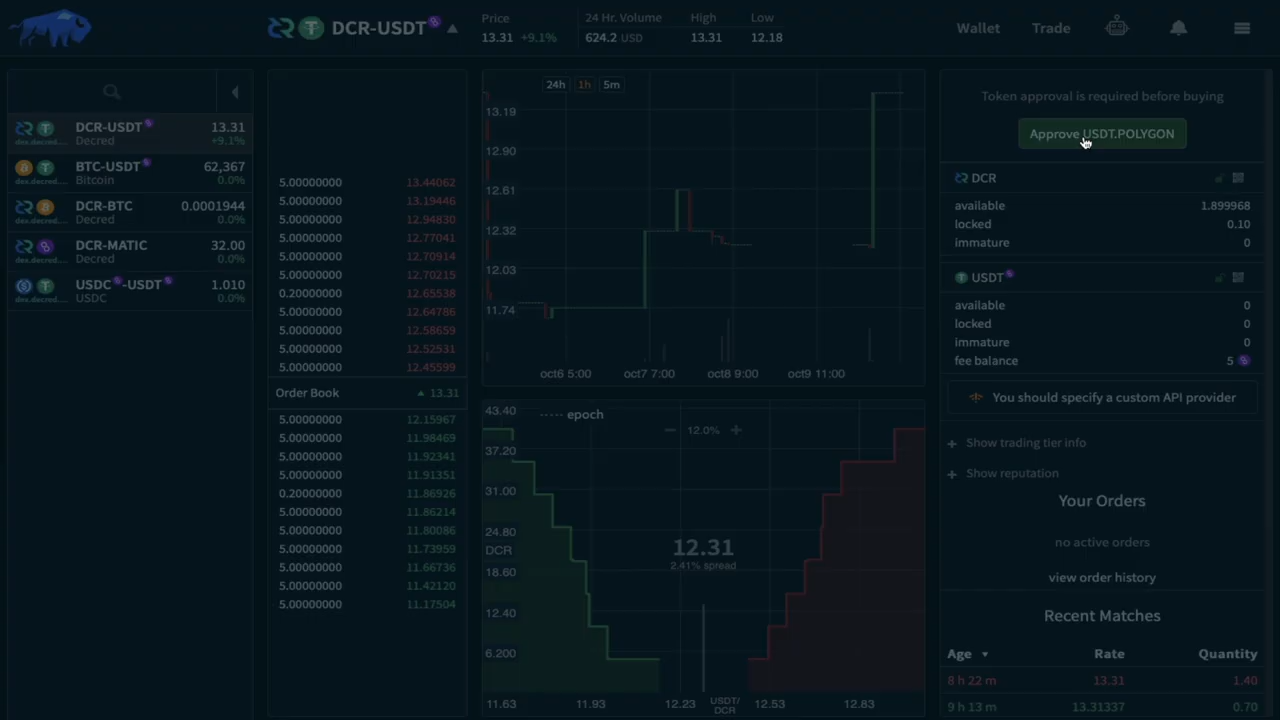 DCR-USDT
Price
13.31 +9.1%
24 Hr. Volume
624.2 USD
High
13.31
Low
12.18
Wallet
Trade
DCR-USDT 13.31
Decred +9.1%
dex.decred....
BTC-USDT 62,367
Bitcoin 0.0%
dex.decred....
DCR-BTC 0.0001944
Decred 0.0%
dex.decred....
DCR-MATIC 32.00
Decred 0.0%
dex.decred....
USDC-USDT 1.010
USDC 0.0%
dex.decred....
5.00000000 13.44062
5.00000000 13.19446
5.00000000 12.94830
5.00000000 12.77041
5.00000000 12.70914
5.00000000 12.70215
0.20000000 12.65538
5.00000000 12.64786
5.00000000 12.58659
5.00000000 12.52531
5.00000000 12.45599
Order Book 13.31
5.00000000 12.15967
5.00000000 11.98469
5.00000000 11.92341
5.00000000 11.91351
0.20000000 11.86926
5.00000000 11.86214
5.00000000 11.80086
5.00000000 11.73959
5.00000000 11.66736
5.00000000 11.42120
5.00000000 11.17504
24h 1h 5m
13.19
12.90
12.61
12.32
12.03
11.74
oct6 5:00 oct7 7:00 oct8 9:00 oct9 11:00
43.40
epoch
12.0%
37.20
31.00
24.80
DCR
18.60
12.40
6.200
12.31
2.41% spread
11.63 11.93 12.23 USDT/DCR 12.53 12.83
Token approval is required before buying
Approve USDT.POLYGON
DCR
available 1.899968
locked 0.10
immature 0
USDT
available 0
locked 0
immature 0
fee balance 5
You should specify a custom API provider
Show trading tier info
Show reputation
Your Orders
no active orders
view order history
Recent Matches
Age Rate Quantity
8 h 22 m 13.31 1.40
9 h 13 m 13.31337 0.70